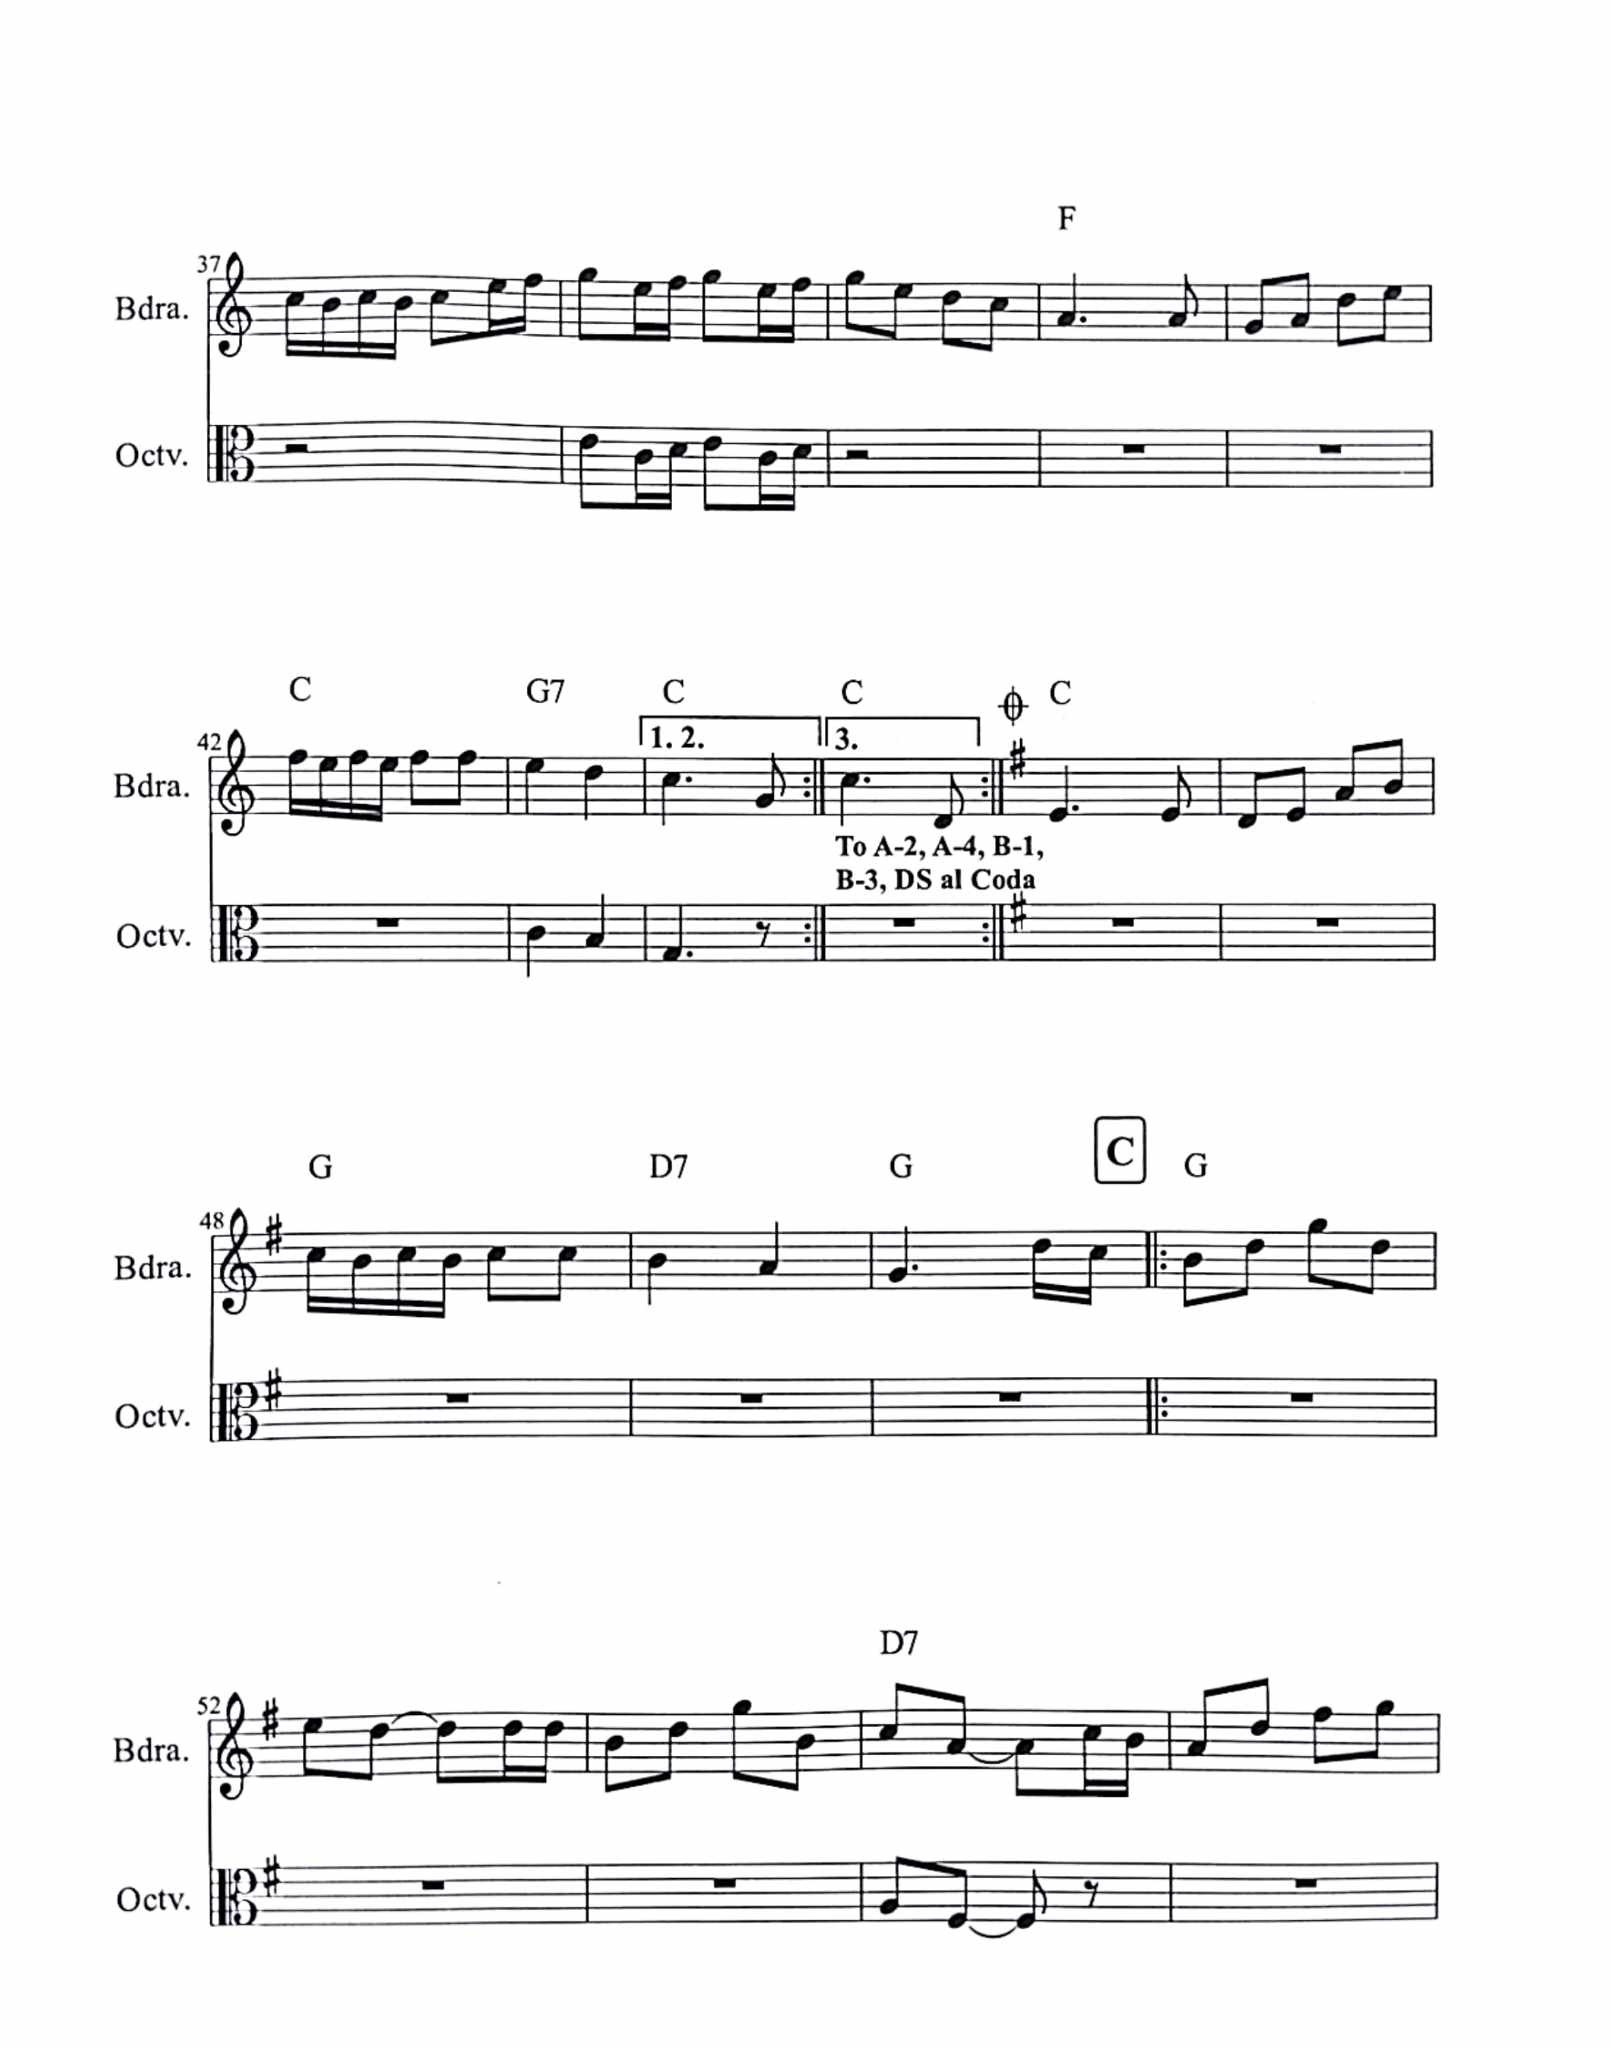 F
37
Bdra.
Octv.
C G7 C C C
1. 2. 3.
42
Bdra.
To A-2, A-4, B-1,
B-3, DS al Coda
Octv.
C
G D7 G G
48
Bdra.
Octv.
D7
52
Bdra.
Octv.